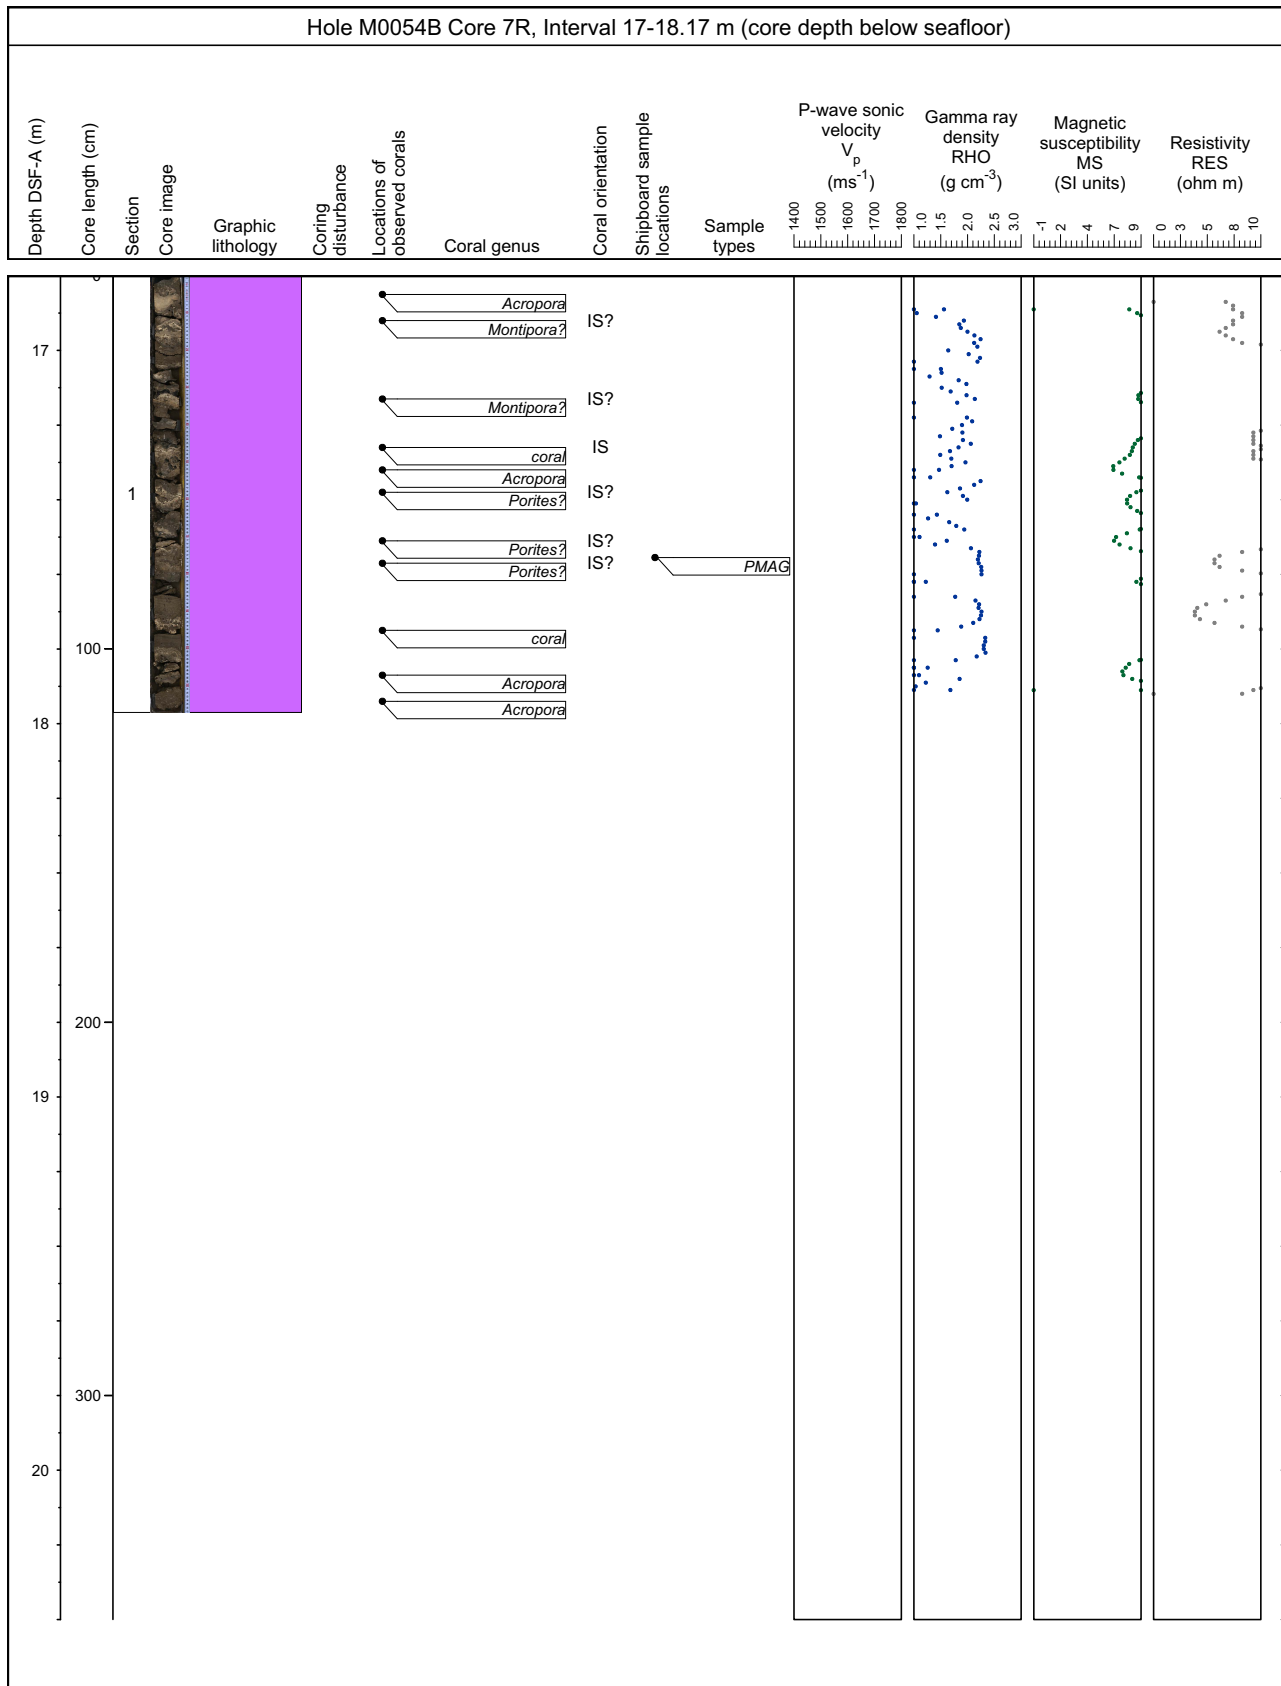 Hole M0054B Core 7R, Interval 17-18.17 m (core depth below seafloor)
Depth DSF-A (m)
Core length (cm)
Section
Core image
Graphic
lithology
Coring
disturbance
Locations of
observed corals
Coral genus
Coral orientation
Shipboard sample
locations
Sample
types
P-wave sonic
velocity
Vp
(ms-1)
1400
1500
1600
1700
1800
Gamma ray
density
RHO
(g cm-3)
1.0
1.5
2.0
2.5
3.0
Magnetic
susceptibility
MS
(SI units)
-1
2
4
7
9
Resistivity
RES
(ohm m)
0
3
5
8
10
0
Acropora
IS?
Montipora?
17
IS?
Montipora?
IS
coral
Acropora
1
IS?
Porites?
IS?
Porites?
IS?
Porites?
PMAG
coral
100
Acropora
Acropora
18
200
19
300
20